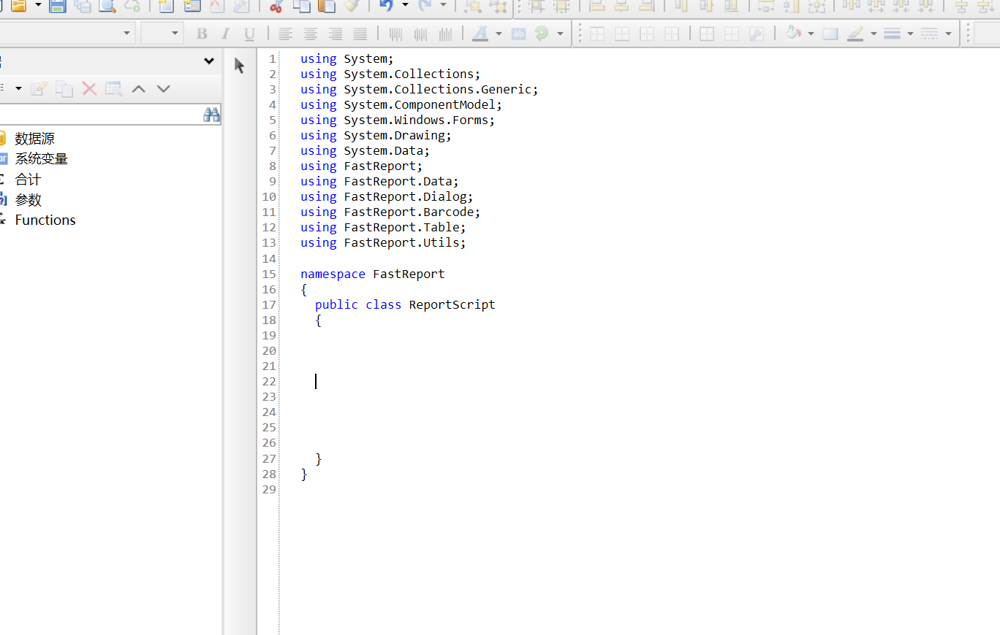 B I U
A ab
数据源
系统变量
合计
参数
Functions
1 using System;
2 using System.Collections;
3 using System.Collections.Generic;
4 using System.ComponentModel;
5 using System.Windows.Forms;
6 using System.Drawing;
7 using System.Data;
8 using FastReport;
9 using FastReport.Data;
10 using FastReport.Dialog;
11 using FastReport.Barcode;
12 using FastReport.Table;
13 using FastReport.Utils;
14
15 namespace FastReport
16 {
17 public class ReportScript
18 {
19
20
21
22
23
24
25
26
27 }
28 }
29